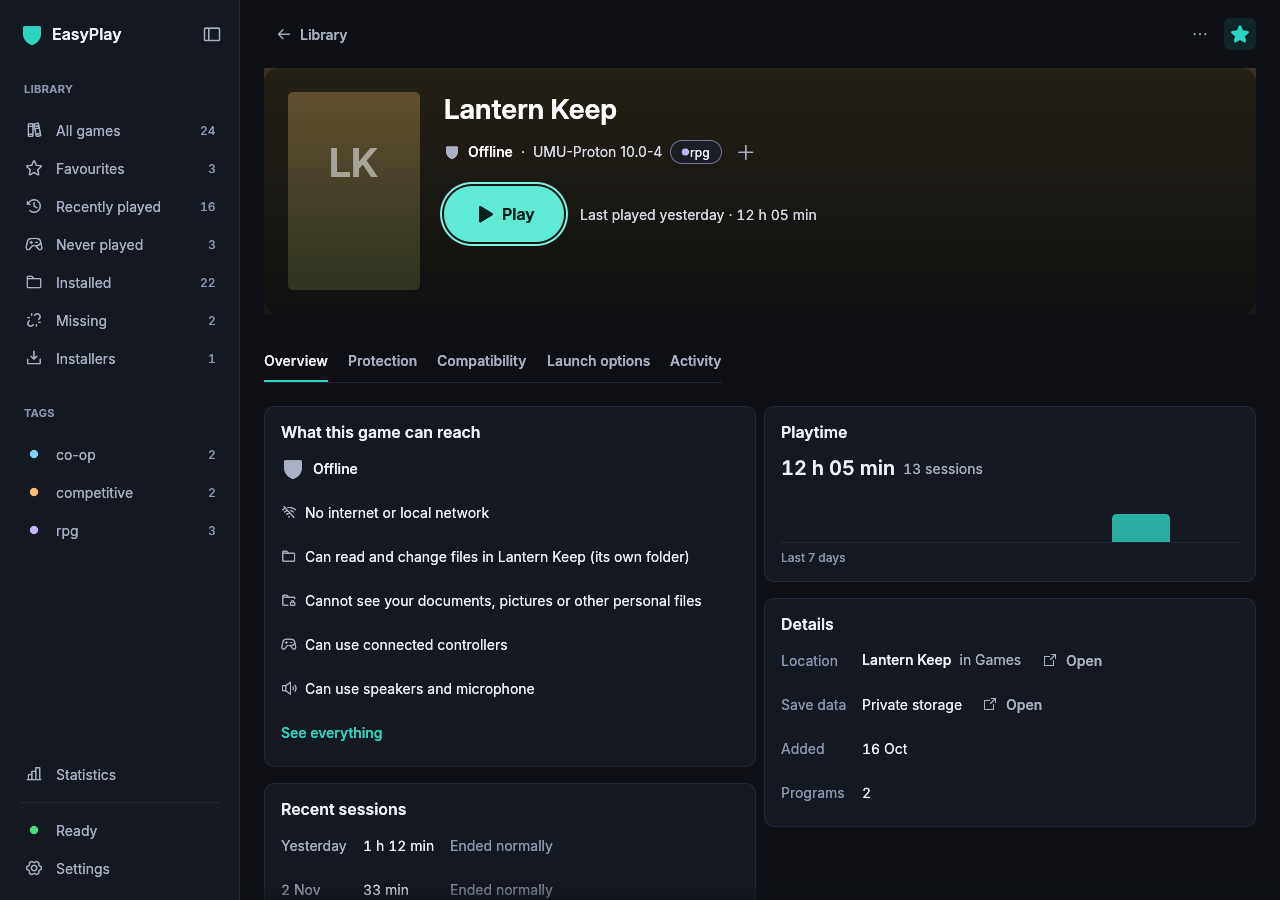 EasyPlay
LIBRARY
All games 24
Favourites 3
Recently played 16
Never played 3
Installed 22
Missing 2
Installers 1
TAGS
co-op 2
competitive 2
rpg 3
Statistics
Ready
Settings
Library
LK
Lantern Keep
Offline · UMU-Proton 10.0-4 rpg
Play
Last played yesterday · 12 h 05 min
Overview Protection Compatibility Launch options Activity
What this game can reach
Offline
No internet or local network
Can read and change files in Lantern Keep (its own folder)
Cannot see your documents, pictures or other personal files
Can use connected controllers
Can use speakers and microphone
See everything
Recent sessions
Yesterday 1 h 12 min Ended normally
2 Nov 33 min Ended normally
Playtime
12 h 05 min 13 sessions
Last 7 days
Details
Location Lantern Keep in Games Open
Save data Private storage Open
Added 16 Oct
Programs 2